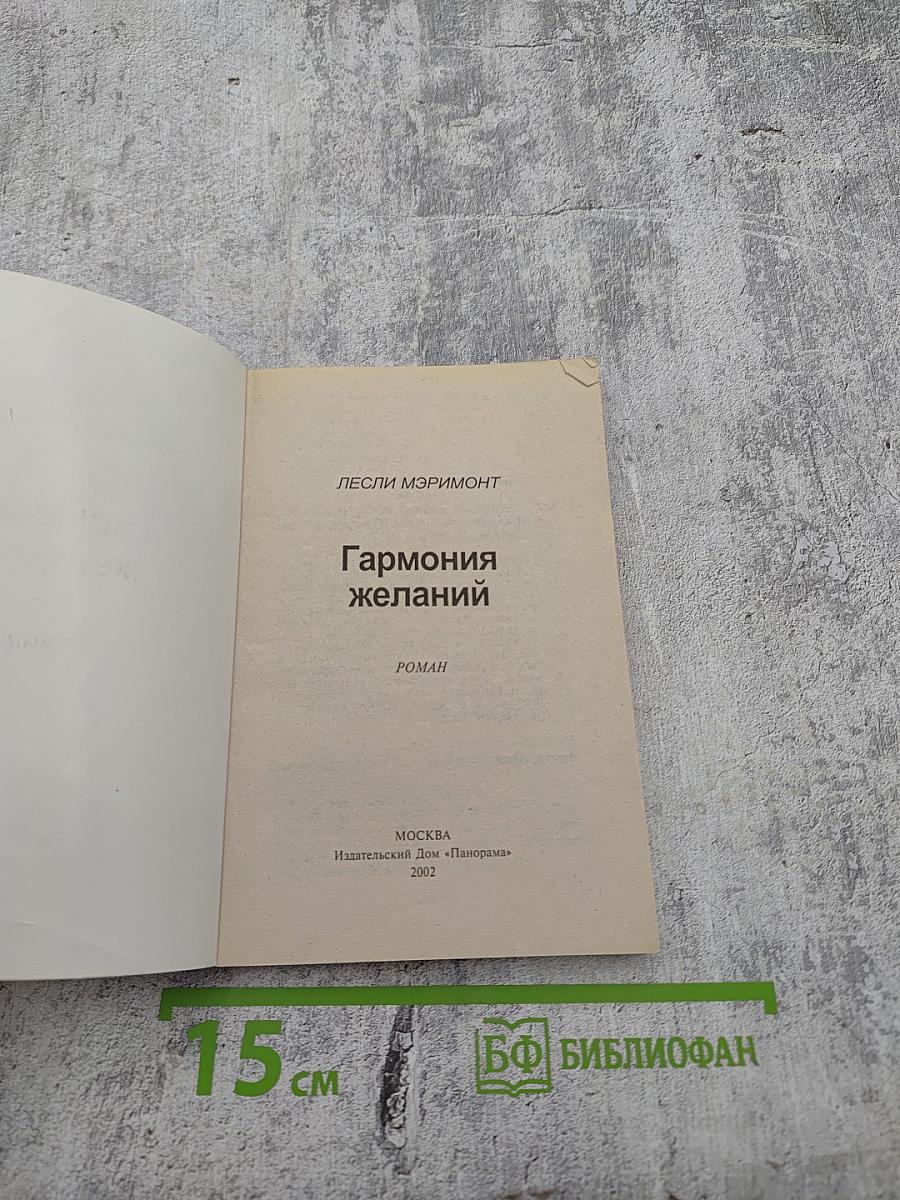 ЛЕСЛИ МЭРИМОНТ
Гармония
желаний
РОМАН
МОСКВА
Издательский Дом «Панорама»
2002
15 см
БФ БИБЛИОФАН